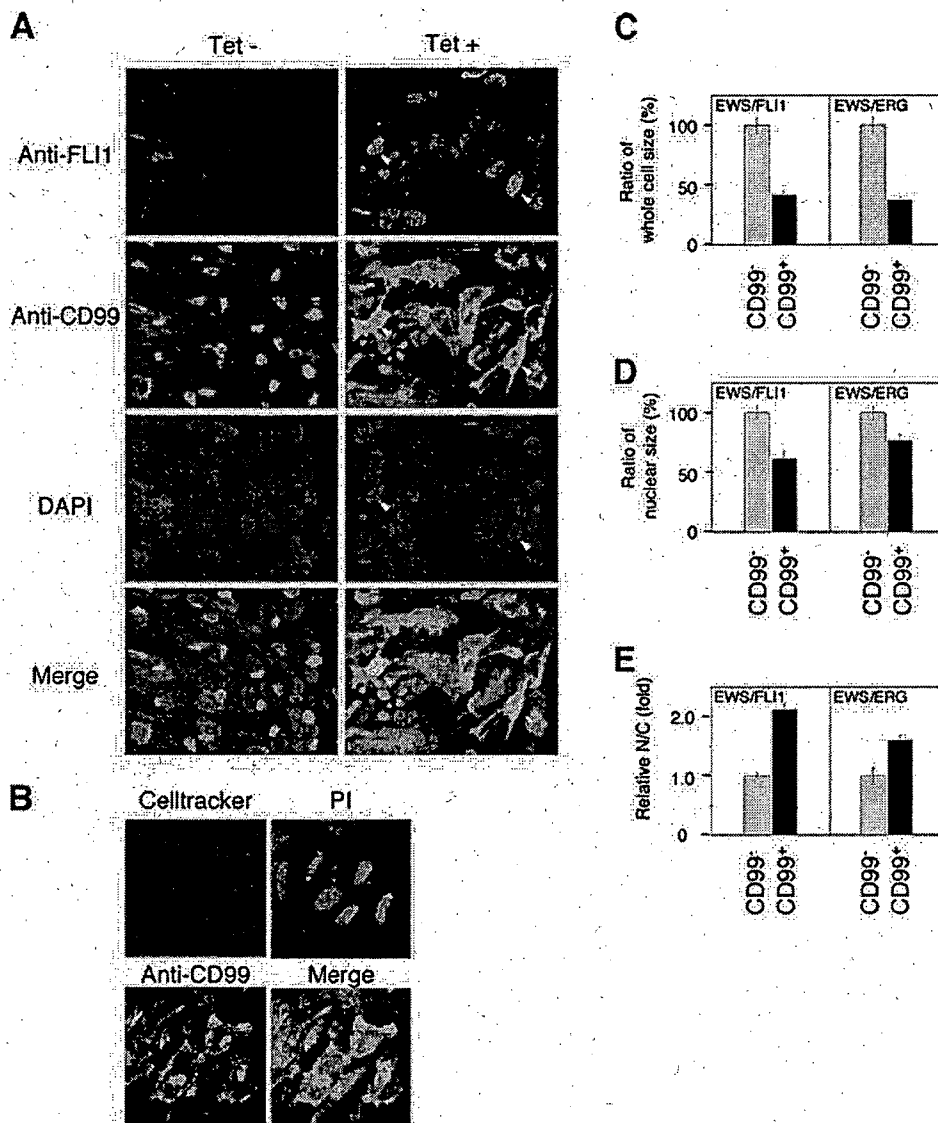 A
Tet -
Tet +
Anti-FLI1
Anti-CD99
DAPI
Merge
B
Celltracker
PI
Anti-CD99
Merge
C
Ratio of
whole cell size (%)
EWS/FLI1
EWS/ERG
100
50
0
CD99-
CD99+
CD99-
CD99+
D
Ratio of
nuclear size (%)
EWS/FLI1
EWS/ERG
100
50
0
CD99-
CD99+
CD99-
CD99+
E
Relative N/C (fold)
EWS/FLI1
EWS/ERG
2.0
1.0
0
CD99-
CD99+
CD99-
CD99+